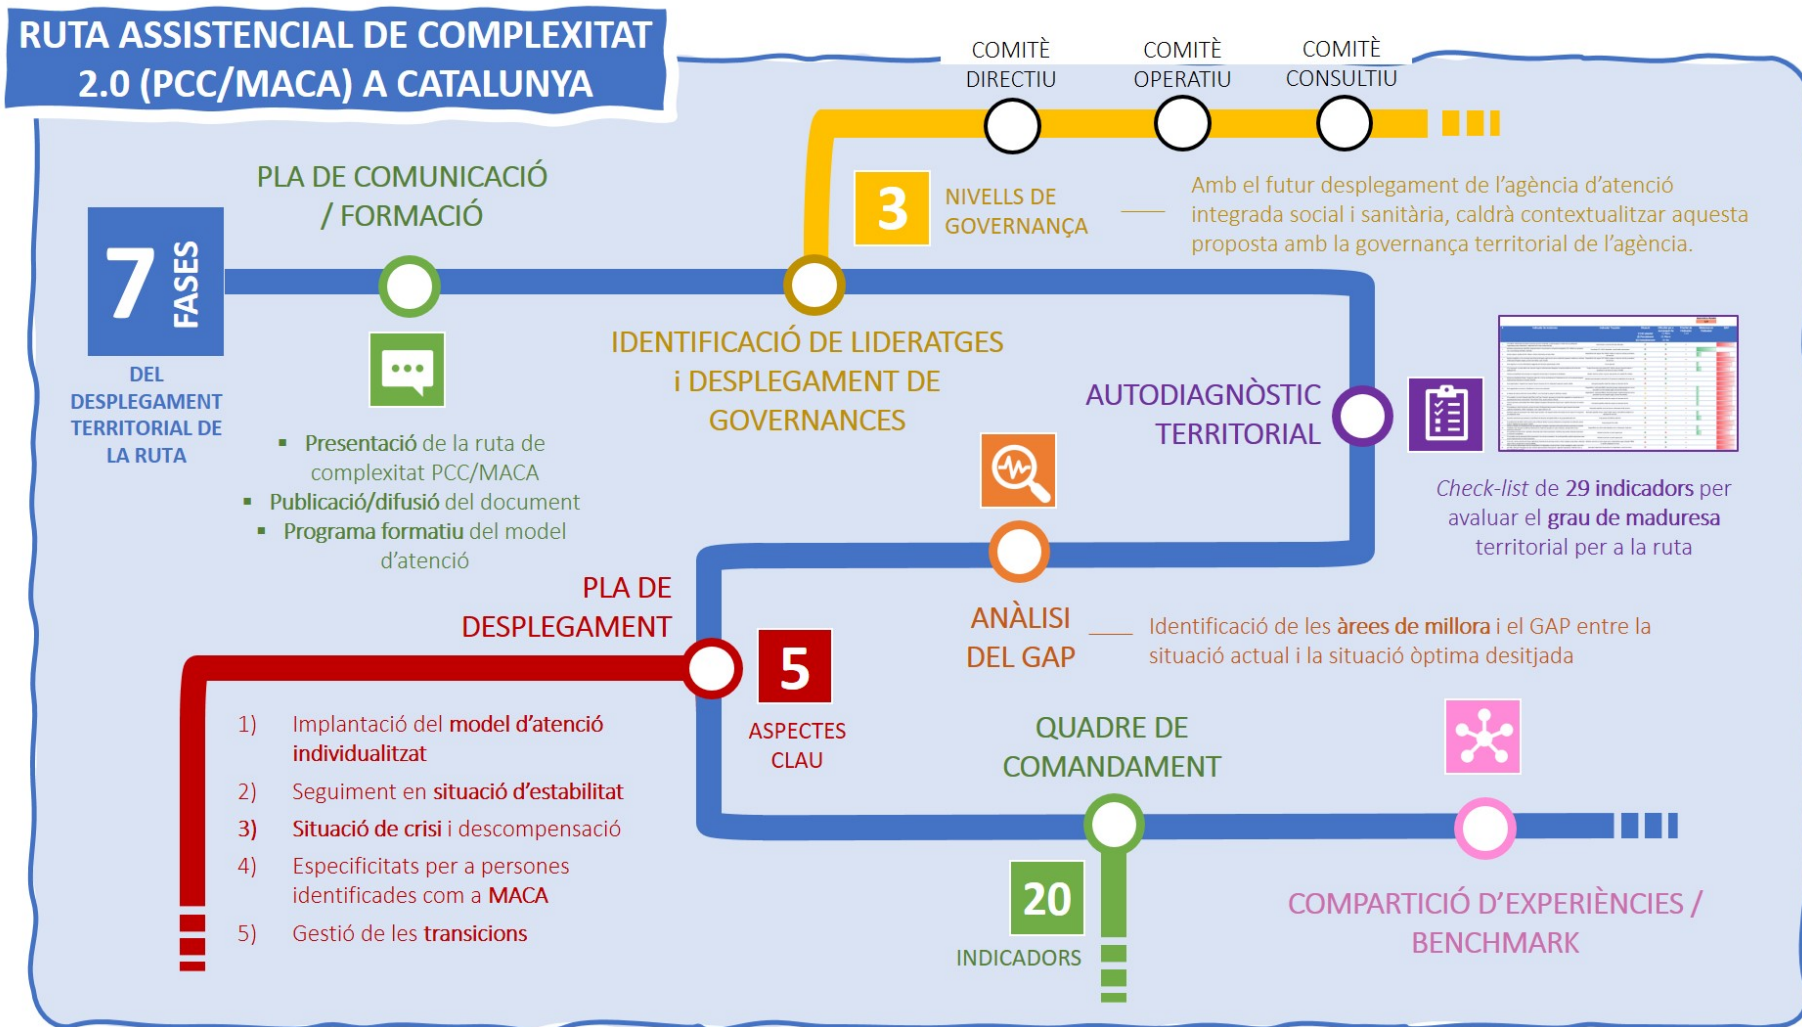 RUTA ASSISTENCIAL DE COMPLEXITAT
2.0 (PCC/MACA) A CATALUNYA
COMITÈ
DIRECTIU
COMITÈ
OPERATIU
COMITÈ
CONSULTIU
3
NIVELLS DE
GOVERNANÇA
Amb el futur desplegament de l’agència d’atenció
integrada social i sanitària, caldrà contextualitzar aquesta
proposta amb la governança territorial de l’agència.
7 FASES
DEL
DESPLEGAMENT
TERRITORIAL DE
LA RUTA
PLA DE COMUNICACIÓ
/ FORMACIÓ
▪ Presentació de la ruta de
complexitat PCC/MACA
▪ Publicació/difusió del document
▪ Programa formatiu del model
d’atenció
IDENTIFICACIÓ DE LIDERATGES
i DESPLEGAMENT DE
GOVERNANCES
AUTODIAGNÒSTIC
TERRITORIAL
Check-list de 29 indicadors per
avaluar el grau de maduresa
territorial per a la ruta
ANÀLISI
DEL GAP
Identificació de les àrees de millora i el GAP entre la
situació actual i la situació òptima desitjada
PLA DE
DESPLEGAMENT
5
ASPECTES
CLAU
1) Implantació del model d’atenció
individualitzat
2) Seguiment en situació d’estabilitat
3) Situació de crisi i descompensació
4) Especificitats per a persones
identificades com a MACA
5) Gestió de les transicions
QUADRE DE
COMANDAMENT
20
INDICADORS
COMPARTICIÓ D’EXPERIÈNCIES /
BENCHMARK